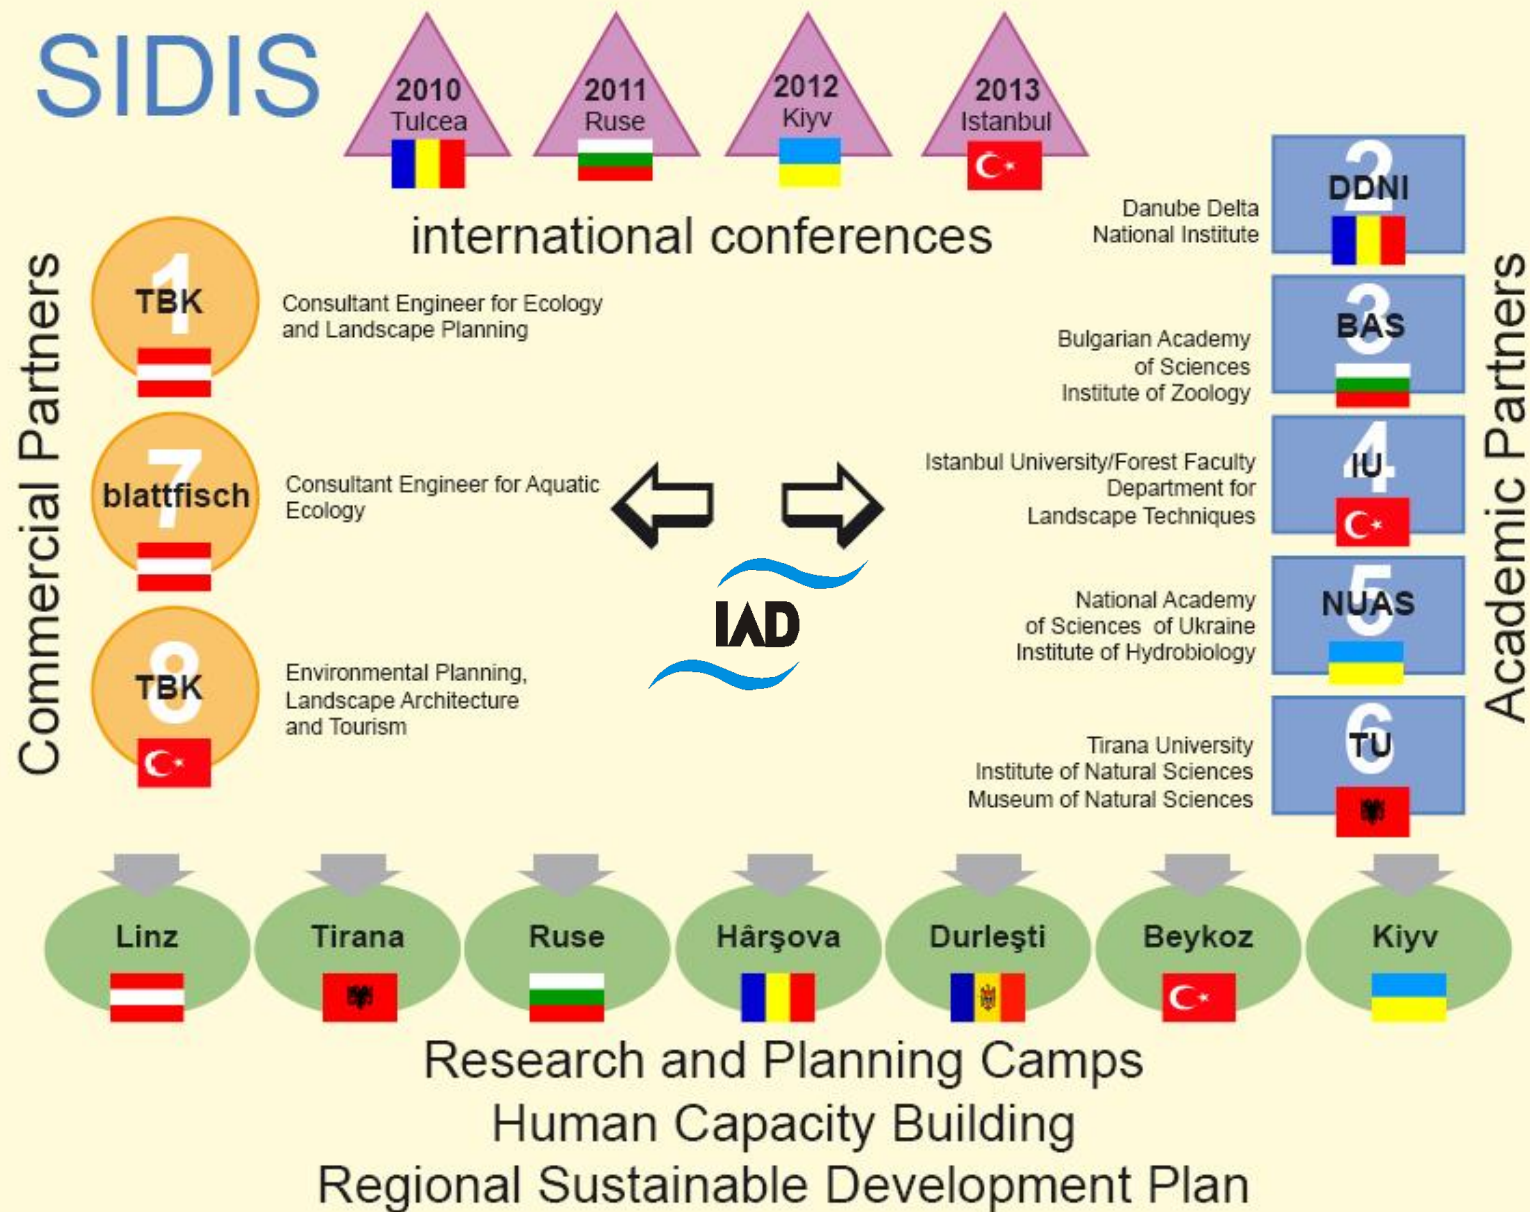 SIDIS
2010
Tulcea
2011
Ruse
2012
Kiyv
2013
Istanbul
international conferences
Commercial Partners
1
TBK
Consultant Engineer for Ecology
and Landscape Planning
7
blattfisch
Consultant Engineer for Aquatic
Ecology
8
TBK
Environmental Planning,
Landscape Architecture
and Tourism
IAD
Academic Partners
2
DDNI
Danube Delta
National Institute
3
BAS
Bulgarian Academy
of Sciences
Institute of Zoology
4
IU
Istanbul University/Forest Faculty
Department for
Landscape Techniques
5
NUAS
National Academy
of Sciences of Ukraine
Institute of Hydrobiology
6
TU
Tirana University
Institute of Natural Sciences
Museum of Natural Sciences
Linz
Tirana
Ruse
Hârşova
Durleşti
Beykoz
Kiyv
Research and Planning Camps
Human Capacity Building
Regional Sustainable Development Plan